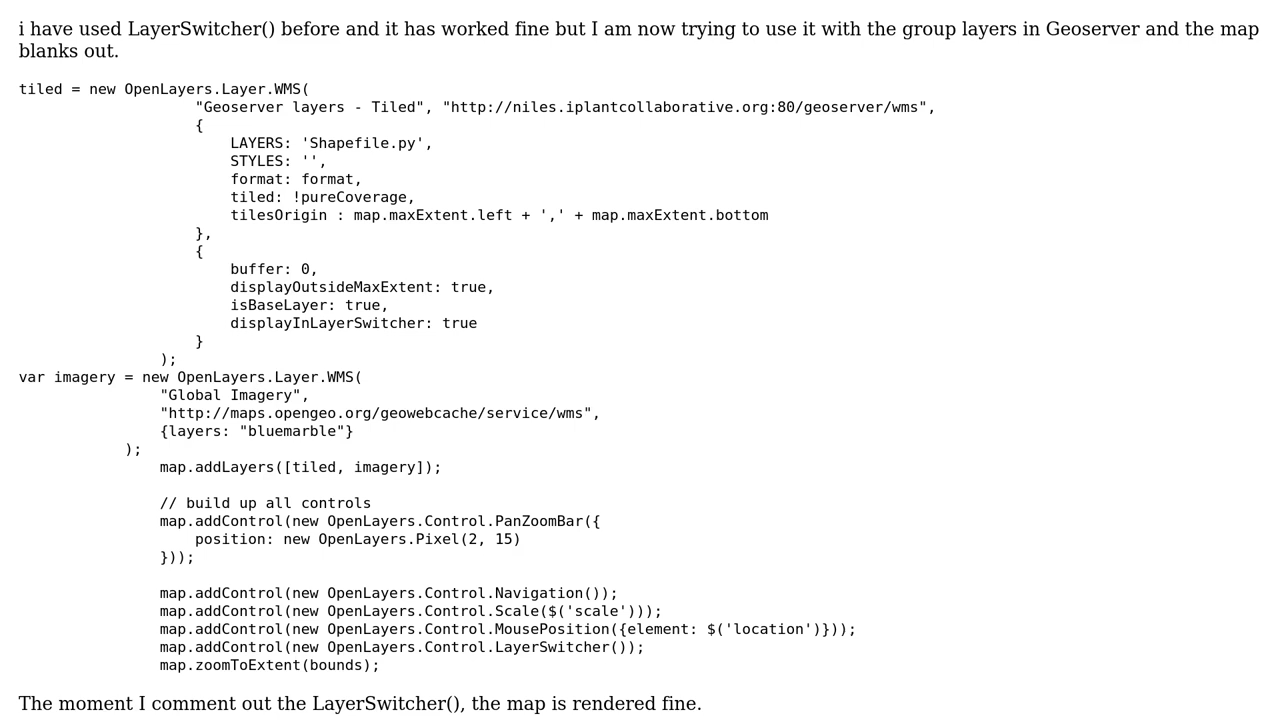 i have used LayerSwitcher() before and it has worked fine but I am now trying to use it with the group layers in Geoserver and the map
blanks out.
tiled = new OpenLayers.Layer.WMS(
                    "Geoserver layers - Tiled", "http://niles.iplantcollaborative.org:80/geoserver/wms",
                    {
                        LAYERS: 'Shapefile.py',
                        STYLES: '',
                        format: format,
                        tiled: !pureCoverage,
                        tilesOrigin : map.maxExtent.left + ',' + map.maxExtent.bottom
                    },
                    {
                        buffer: 0,
                        displayOutsideMaxExtent: true,
                        isBaseLayer: true,
                        displayInLayerSwitcher: true
                    }
                );
var imagery = new OpenLayers.Layer.WMS(
                "Global Imagery",
                "http://maps.opengeo.org/geowebcache/service/wms",
                {layers: "bluemarble"}
            );
                map.addLayers([tiled, imagery]);

                // build up all controls
                map.addControl(new OpenLayers.Control.PanZoomBar({
                    position: new OpenLayers.Pixel(2, 15)
                }));

                map.addControl(new OpenLayers.Control.Navigation());
                map.addControl(new OpenLayers.Control.Scale($('scale')));
                map.addControl(new OpenLayers.Control.MousePosition({element: $('location')}));
                map.addControl(new OpenLayers.Control.LayerSwitcher());
                map.zoomToExtent(bounds);
The moment I comment out the LayerSwitcher(), the map is rendered fine.